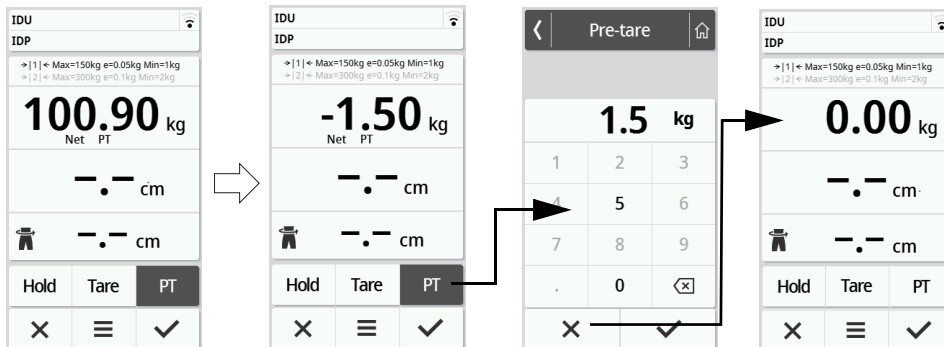 IDU
IDP
→|1|← Max=150kg e=0.05kg Min=1kg
→|2|← Max=300kg e=0.1kg Min=2kg
100.90 kg
Net PT
–.– cm
–.– cm
Hold Tare PT
IDU
IDP
→|1|← Max=150kg e=0.05kg Min=1kg
→|2|← Max=300kg e=0.1kg Min=2kg
-1.50 kg
Net PT
–.– cm
–.– cm
Hold Tare PT
Pre-tare
1.5 kg
1 2 3
4 5 6
7 8 9
. 0
IDU
IDP
→|1|← Max=150kg e=0.05kg Min=1kg
→|2|← Max=300kg e=0.1kg Min=2kg
0.00 kg
–.– cm
–.– cm
Hold Tare PT